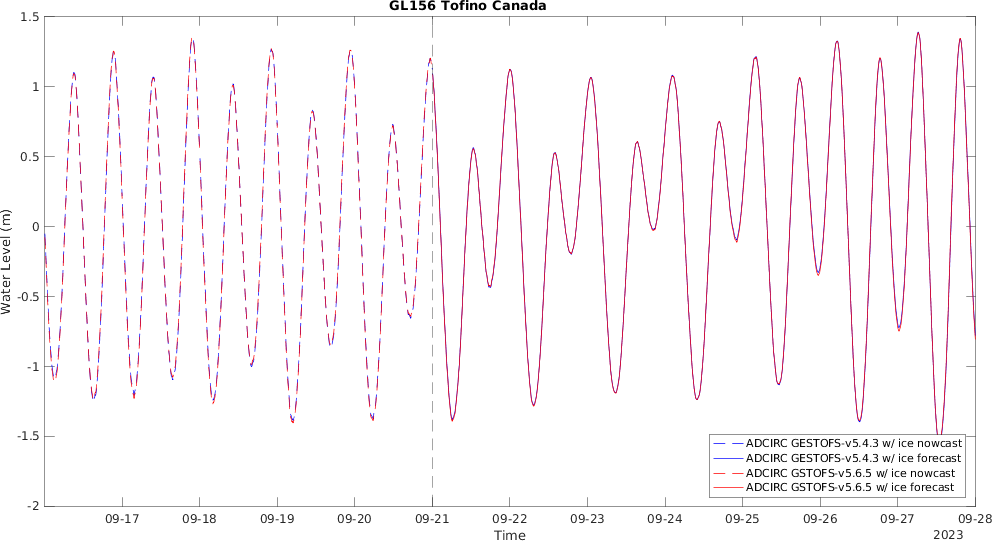 GL156 Tofino Canada
1.5
1
0.5
0
-0.5
-1
-1.5
-2
Water Level (m)
09-17 09-18 09-19 09-20 09-21 09-22 09-23 09-24 09-25 09-26 09-27 09-28
Time
2023
ADCIRC GESTOFS-v5.4.3 w/ ice nowcast
ADCIRC GESTOFS-v5.4.3 w/ ice forecast
ADCIRC GSTOFS-v5.6.5 w/ ice nowcast
ADCIRC GSTOFS-v5.6.5 w/ ice forecast